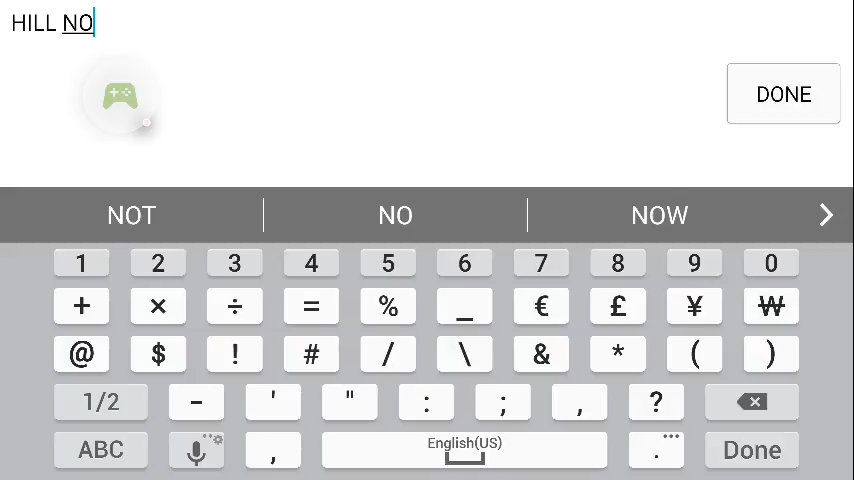 HILL NO
DONE
NOT NO NOW
1 2 3 4 5 6 7 8 9 0
+ × ÷ = % _ € £ ¥ ₩
@ $ ! # / \ & * ( )
1/2 - ' " : ; , ?
ABC , English(US) . Done